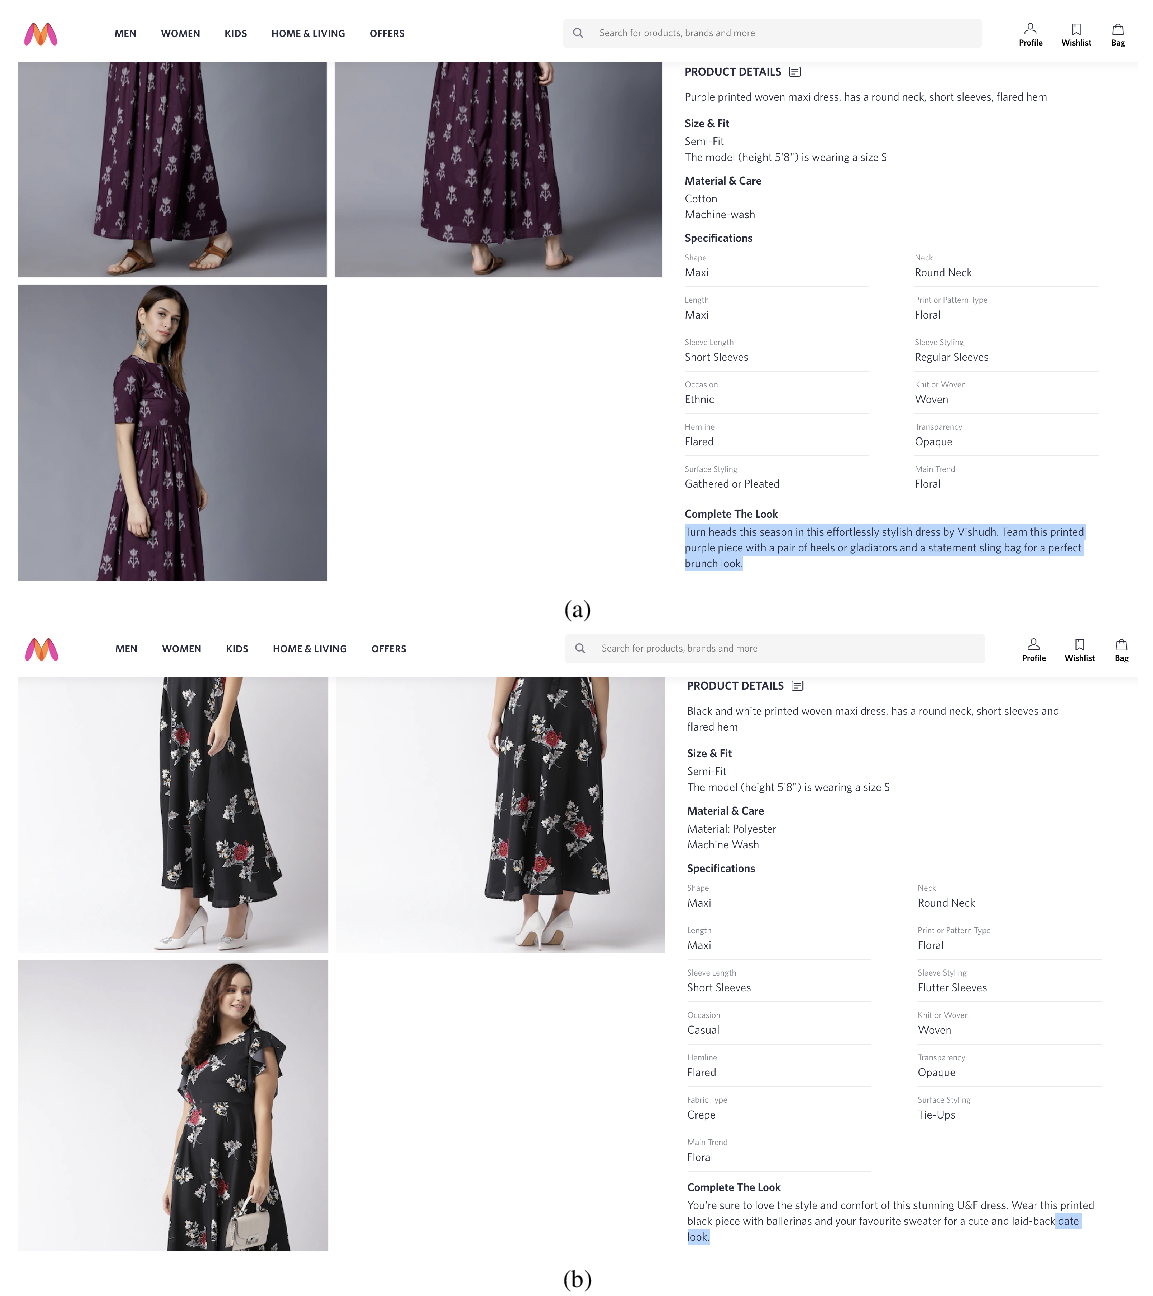 MEN WOMEN KIDS HOME & LIVING OFFERS Search for products, brands and more Profile Wishlist Bag
PRODUCT DETAILS
Purple printed woven maxi dress, has a round neck, short sleeves, flared hem
Size & Fit
Semi-Fit
The model (height 5'8") is wearing a size S
Material & Care
Cotton
Machine-wash
Specifications
Shape Neck
Maxi Round Neck
Length Print or Pattern Type
Maxi Floral
Sleeve Length Sleeve Styling
Short Sleeves Regular Sleeves
Occasion Knit or Woven
Ethnic Woven
Hemline Transparency
Flared Opaque
Surface Styling Main Trend
Gathered or Pleated Floral
Complete The Look
Turn heads this season in this effortlessly stylish dress by Vishudh. Team this printed
purple piece with a pair of heels or gladiators and a statement sling bag for a perfect
brunch look.
(a)
MEN WOMEN KIDS HOME & LIVING OFFERS Search for products, brands and more Profile Wishlist Bag
PRODUCT DETAILS
Black and white printed woven maxi dress, has a round neck, short sleeves and
flared hem
Size & Fit
Semi-Fit
The model (height 5'8") is wearing a size S
Material & Care
Material: Polyester
Machine Wash
Specifications
Shape Neck
Maxi Round Neck
Length Print or Pattern Type
Maxi Floral
Sleeve Length Sleeve Styling
Short Sleeves Flutter Sleeves
Occasion Knit or Woven
Casual Woven
Hemline Transparency
Flared Opaque
Fabric Type Surface Styling
Crepe Tie-Ups
Main Trend
Floral
Complete The Look
You're sure to love the style and comfort of this stunning U&F dress. Wear this printed
black piece with ballerinas and your favourite sweater for a cute and laid-back date
look.
(b)